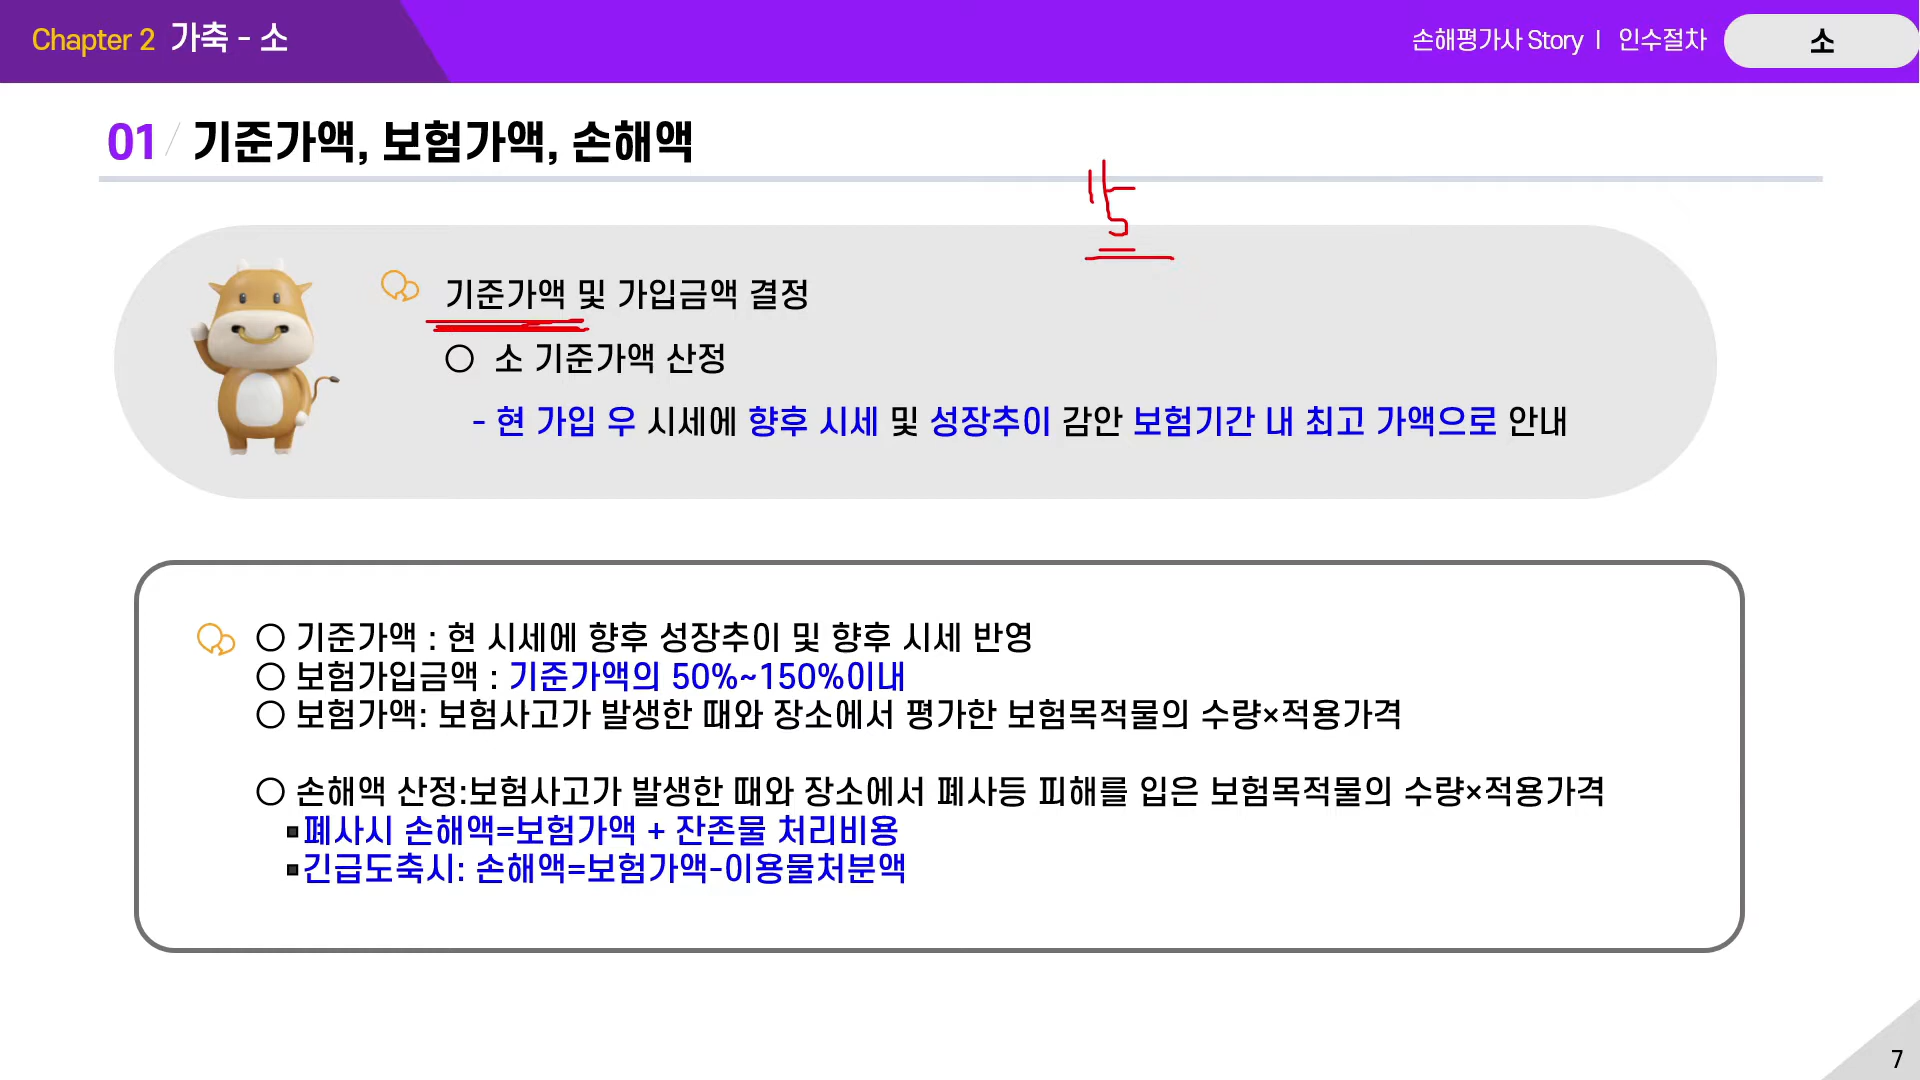 Chapter 2 가축 - 소
손해평가사 Story ㅣ 인수절차
소
01 / 기준가액, 보험가액, 손해액
기준가액 및 가입금액 결정
○ 소 기준가액 산정
- 현 가입 우 시세에 향후 시세 및 성장추이 감안 보험기간 내 최고 가액으로 안내
○ 기준가액 : 현 시세에 향후 성장추이 및 향후 시세 반영
○ 보험가입금액 : 기준가액의 50%~150%이내
○ 보험가액: 보험사고가 발생한 때와 장소에서 평가한 보험목적물의 수량×적용가격
○ 손해액 산정:보험사고가 발생한 때와 장소에서 폐사등 피해를 입은 보험목적물의 수량×적용가격
▪폐사시 손해액=보험가액 + 잔존물 처리비용
▪긴급도축시: 손해액=보험가액-이용물처분액
7